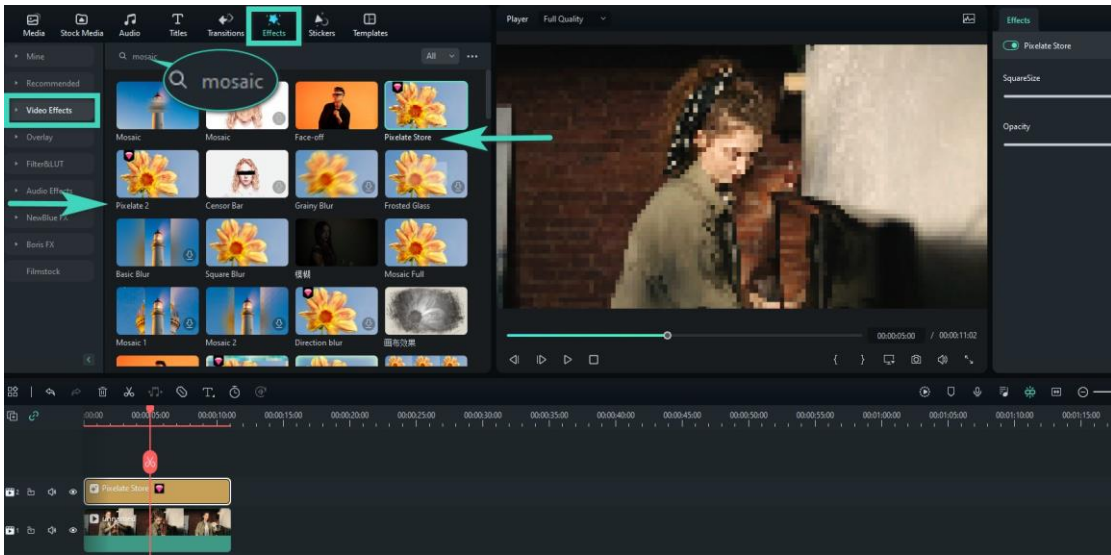 Media Stock Media Audio Titles Transitions Effects Stickers Templates
Player Full Quality
Effects
Mine
mosaic
All
mosaic
Pixelate Store
Recommended
SquareSize
Video Effects
Mosaic Mosaic Face-off Pixelate Store
Opacity
Overlay
Filter&LUT
Audio Effects
Pixelate 2 Censor Bar Grainy Blur Frosted Glass
NewBlue FX
Boris FX
Filmstock
Basic Blur Square Blur 模糊 Mosaic Full
Mosaic 1 Mosaic 2 Direction blur 画布效果
00:00:05:00 / 00:00:11:02
:00:00 00:00:05:00 00:00:10:00 00:00:15:00 00:00:20:00 00:00:25:00 00:00:30:00 00:00:35:00 00:00:40:00 00:00:45:00 00:00:50:00 00:00:55:00 00:01:00:00 00:01:05:00 00:01:10:00 00:01:15:00
2 Pixelate Store
1